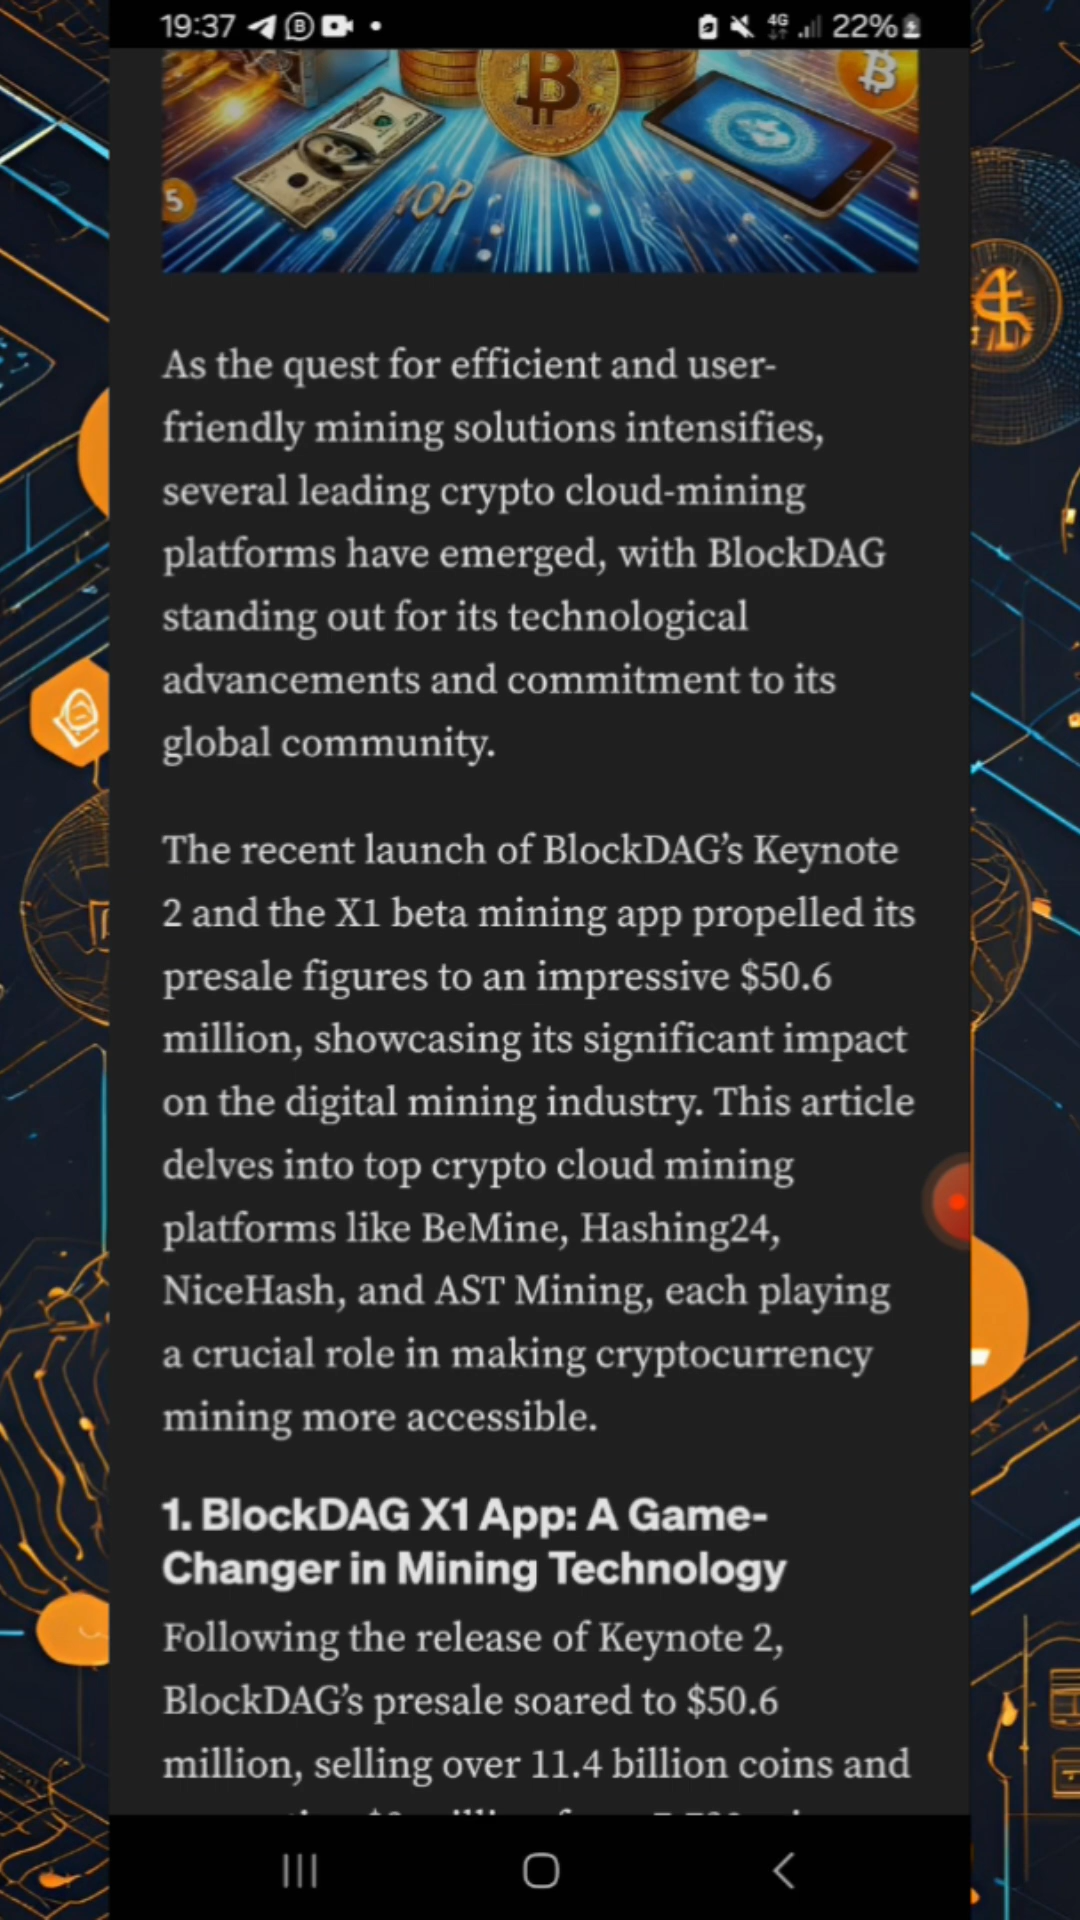 19:37
4G
22%
TOP
5
As the quest for efficient and user-
friendly mining solutions intensifies,
several leading crypto cloud-mining
platforms have emerged, with BlockDAG
standing out for its technological
advancements and commitment to its
global community.
The recent launch of BlockDAG’s Keynote
2 and the X1 beta mining app propelled its
presale figures to an impressive $50.6
million, showcasing its significant impact
on the digital mining industry. This article
delves into top crypto cloud mining
platforms like BeMine, Hashing24,
NiceHash, and AST Mining, each playing
a crucial role in making cryptocurrency
mining more accessible.
1. BlockDAG X1 App: A Game-
Changer in Mining Technology
Following the release of Keynote 2,
BlockDAG’s presale soared to $50.6
million, selling over 11.4 billion coins and